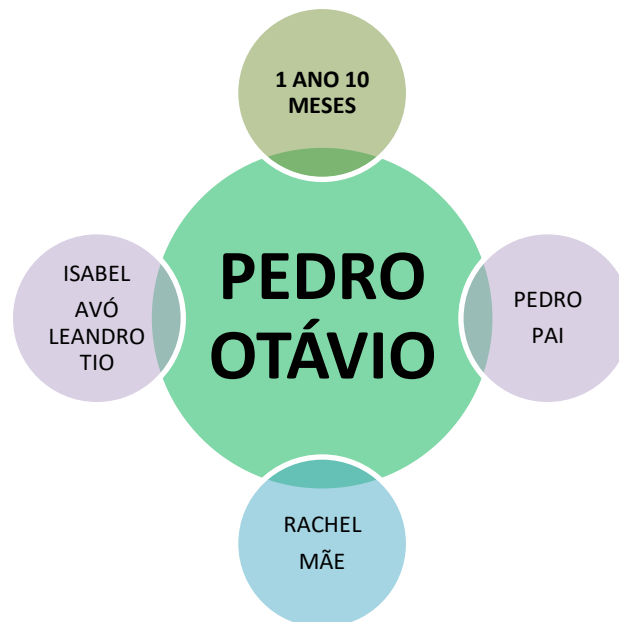 1 ANO 10
MESES
ISABEL
AVÓ
LEANDRO
TIO
PEDRO
OTÁVIO
PEDRO
PAI
RACHEL
MÃE